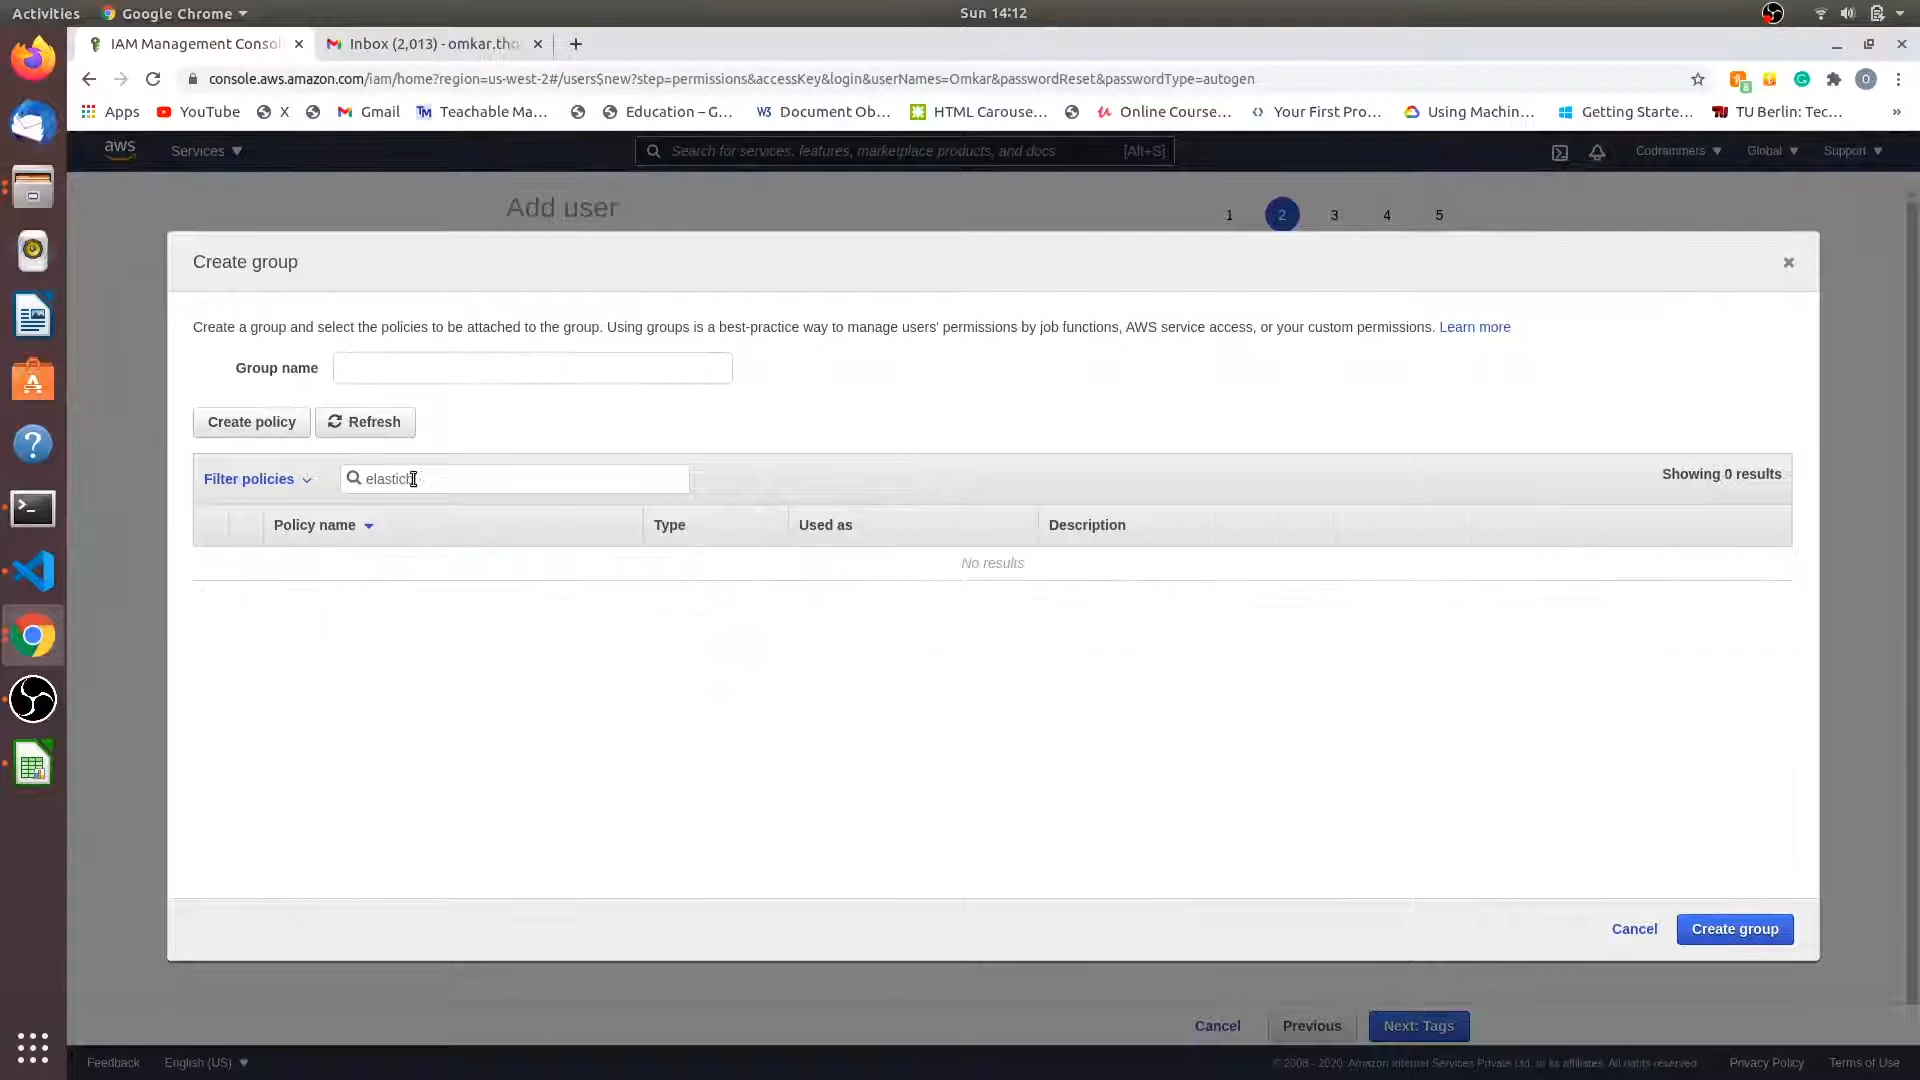 Activities
Google Chrome
Sun 14:12
IAM Management Consol
Inbox (2,013) - omkar.tho
console.aws.amazon.com/iam/home?region=us-west-2#/users$new?step=permissions&accessKey&login&userNames=Omkar&passwordReset&passwordType=autogen
O
Apps
YouTube
X
Gmail
Teachable Ma...
Education – G...
Document Ob...
HTML Carouse...
Online Course...
Your First Pro...
Using Machin...
Getting Starte...
TU Berlin: Tec...
»
aws
Services
Search for services, features, marketplace products, and docs
[Alt+S]
Codrammers
Global
Support
Add user
1 2 3 4 5
Create group
Create a group and select the policies to be attached to the group. Using groups is a best-practice way to manage users' permissions by job functions, AWS service access, or your custom permissions. Learn more
Group name
Create policy
Refresh
Filter policies
Showing 0 results
Policy name
Type
Used as
Description
No results
Cancel
Create group
Cancel
Previous
Next: Tags
Feedback
English (US)
© 2008 - 2020, Amazon Internet Services Private Ltd. or its affiliates. All rights reserved.
Privacy Policy
Terms of Use